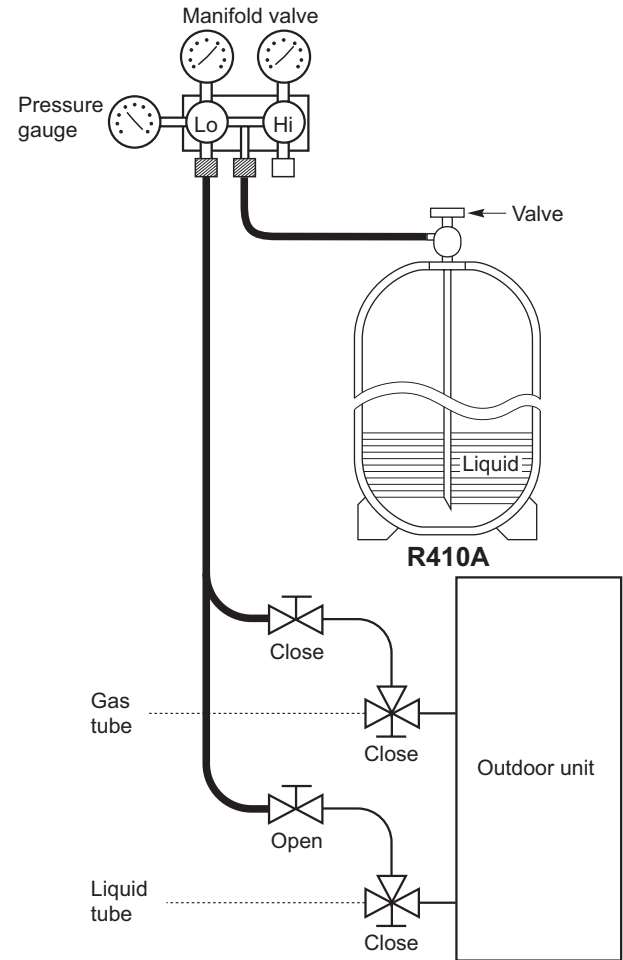 Manifold valve
Pressure
gauge
Lo
Hi
Valve
Liquid
R410A
Close
Gas
tube
Close
Outdoor unit
Open
Liquid
tube
Close